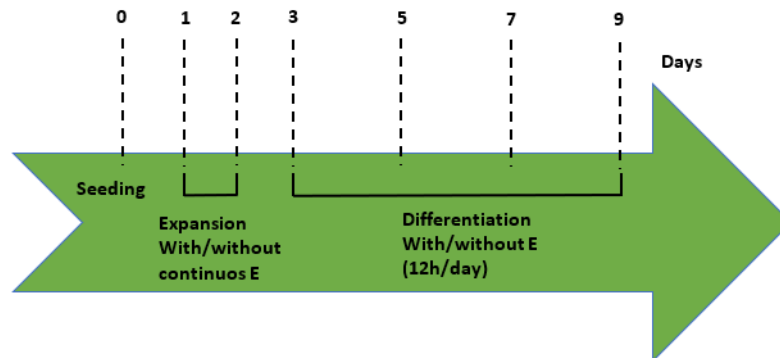 0 1 2 3 5 7 9
Days
Seeding
Expansion
With/without
continuos E
Differentiation
With/without E
(12h/day)